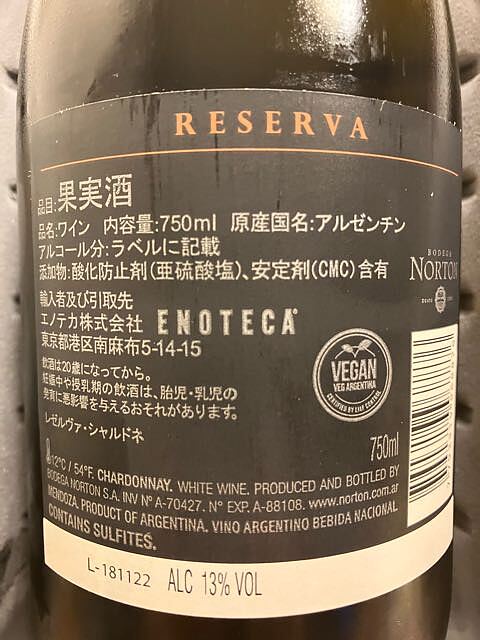 RESERVA
品目:果実酒
品名:ワイン 内容量:750ml 原産国名:アルゼンチン
アルコール分:ラベルに記載
添加物:酸化防止剤(亜硫酸塩)、安定剤(CMC)含有
BODEGA
NORTON
輸入者及び引取先
エノテカ株式会社 ENOTECA
東京都港区南麻布5-14-15
飲酒は20歳になってから。
妊娠中や授乳期の飲酒は、胎児・乳児の
発育に悪影響を与えるおそれがあります。
レゼルヴァ・シャルドネ
VEGAN
VEG ARGENTINA
CERTIFIED BY LIAF CONTROL
750ml
12°C / 54°F. CHARDONNAY. WHITE WINE. PRODUCED AND BOTTLED BY
BODEGA NORTON S.A. INV Nº A-70427. N° EXP. A-88108. www.norton.com.ar
MENDOZA. PRODUCT OF ARGENTINA. VINO ARGENTINO BEBIDA NACIONAL
CONTAINS SULFITES.
L-181122 ALC 13% VOL